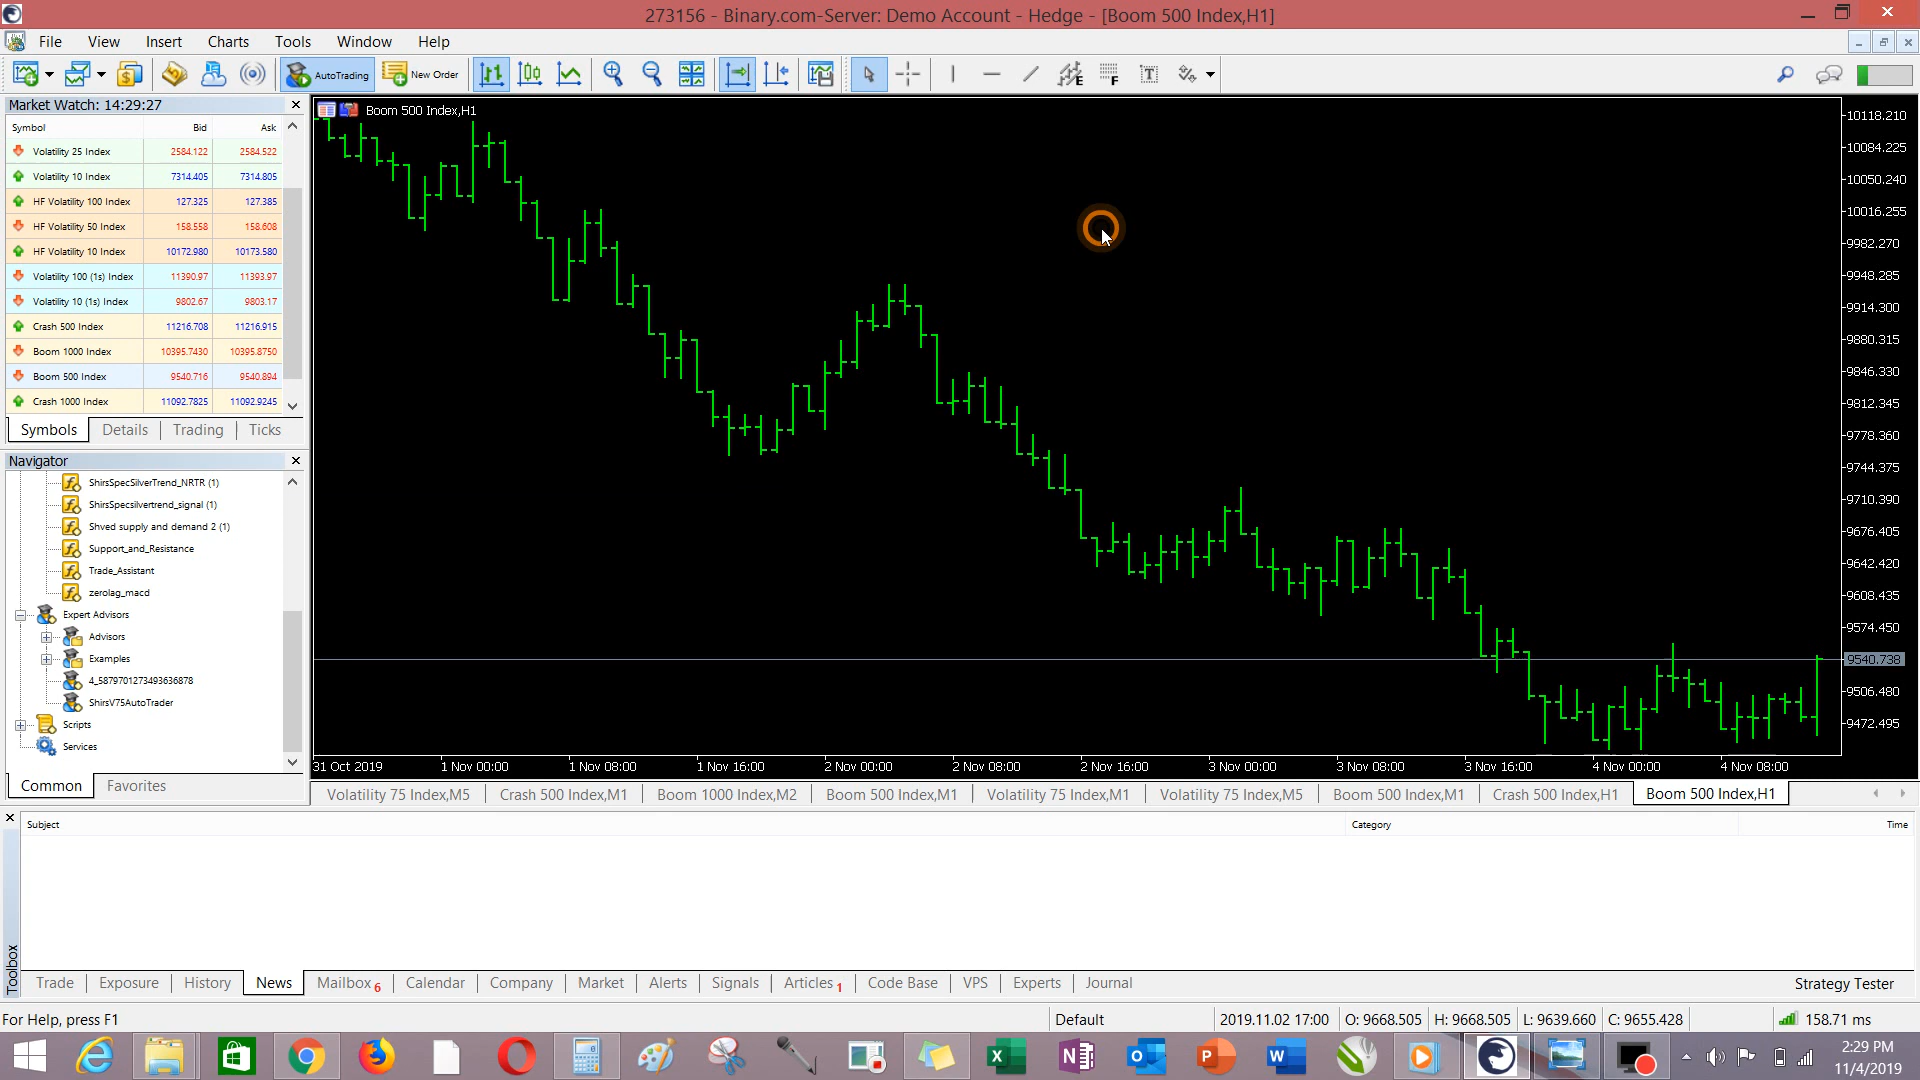 273156 - Binary.com-Server: Demo Account - Hedge - [Boom 500 Index,H1]
File View Insert Charts Tools Window Help
AutoTrading New Order E F T
Market Watch: 14:29:27
Symbol Bid Ask
Volatility 25 Index 2584.122 2584.522
Volatility 10 Index 7314.405 7314.805
HF Volatility 100 Index 127.325 127.385
HF Volatility 50 Index 158.558 158.608
HF Volatility 10 Index 10172.980 10173.580
Volatility 100 (1s) Index 11390.97 11393.97
Volatility 10 (1s) Index 9802.67 9803.17
Crash 500 Index 11216.708 11216.915
Boom 1000 Index 10395.7430 10395.8750
Boom 500 Index 9540.716 9540.894
Crash 1000 Index 11092.7825 11092.9245
Symbols Details Trading Ticks
Navigator
ShirsSpecSilverTrend_NRTR (1)
ShirsSpecsilvertrend_signal (1)
Shved supply and demand 2 (1)
Support_and_Resistance
Trade_Assistant
zerolag_macd
Expert Advisors
Advisors
Examples
4_5879701273493636878
ShirsV75AutoTrader
Scripts
Services
Common Favorites
Boom 500 Index,H1
10118.210
10084.225
10050.240
10016.255
9982.270
9948.285
9914.300
9880.315
9846.330
9812.345
9778.360
9744.375
9710.390
9676.405
9642.420
9608.435
9574.450
9540.738
9506.480
9472.495
31 Oct 2019 1 Nov 00:00 1 Nov 08:00 1 Nov 16:00 2 Nov 00:00 2 Nov 08:00 2 Nov 16:00 3 Nov 00:00 3 Nov 08:00 3 Nov 16:00 4 Nov 00:00 4 Nov 08:00
Volatility 75 Index,M5 Crash 500 Index,M1 Boom 1000 Index,M2 Boom 500 Index,M1 Volatility 75 Index,M1 Volatility 75 Index,M5 Boom 500 Index,M1 Crash 500 Index,H1 Boom 500 Index,H1
Subject Category Time
Toolbox
Trade Exposure History News Mailbox 6 Calendar Company Market Alerts Signals Articles 1 Code Base VPS Experts Journal Strategy Tester
For Help, press F1 Default 2019.11.02 17:00 O: 9668.505 H: 9668.505 L: 9639.660 C: 9655.428 158.71 ms
2:29 PM
11/4/2019